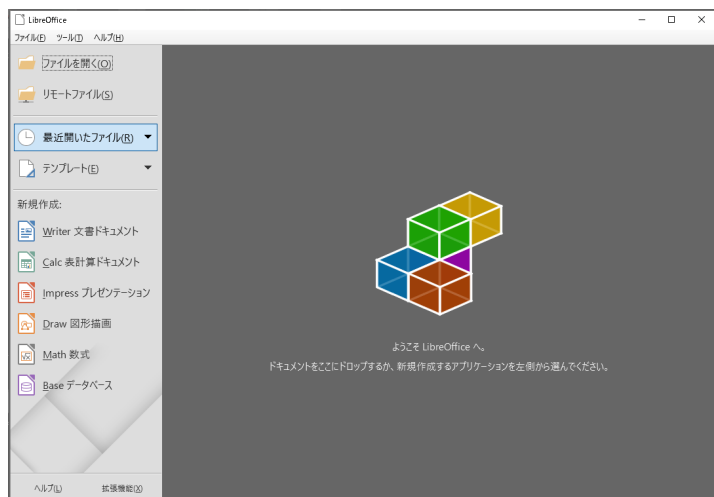 LibreOffice
ファイル(F) ツール(T) ヘルプ(H)
ファイルを開く(O)
リモートファイル(S)
最近開いたファイル(R)
テンプレート(E)
新規作成:
Writer 文書ドキュメント
Calc 表計算ドキュメント
Impress プレゼンテーション
Draw 図形描画
Math 数式
Base データベース
ヘルプ(L) 拡張機能(X)
ようこそ LibreOffice へ。
ドキュメントをここにドロップするか、新規作成するアプリケーションを左側から選んでください。